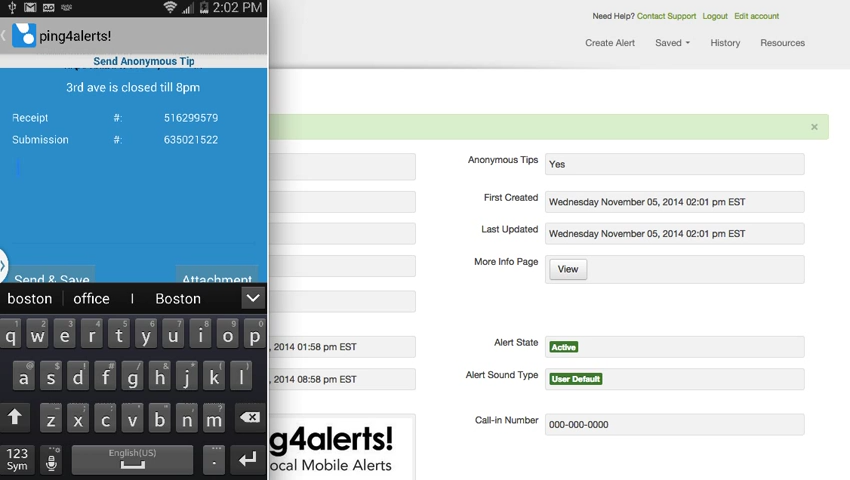 2:02 PM
ping4alerts!
Send Anonymous Tip
3rd ave is closed till 8pm
Receipt #: 516299579
Submission #: 635021522
Send & Save Attachment
boston office I Boston
q w e r t y u i o p
a s d f g h j k l
z x c v b n m
123 Sym English(US) .
Need Help? Contact Support Logout Edit account
Create Alert Saved History Resources
×
Anonymous Tips Yes
First Created Wednesday November 05, 2014 02:01 pm EST
Last Updated Wednesday November 05, 2014 02:01 pm EST
More Info Page View
, 2014 01:58 pm EST
Alert State Active
, 2014 08:58 pm EST
Alert Sound Type User Default
Call-in Number 000-000-0000
g4alerts!
ocal Mobile Alerts